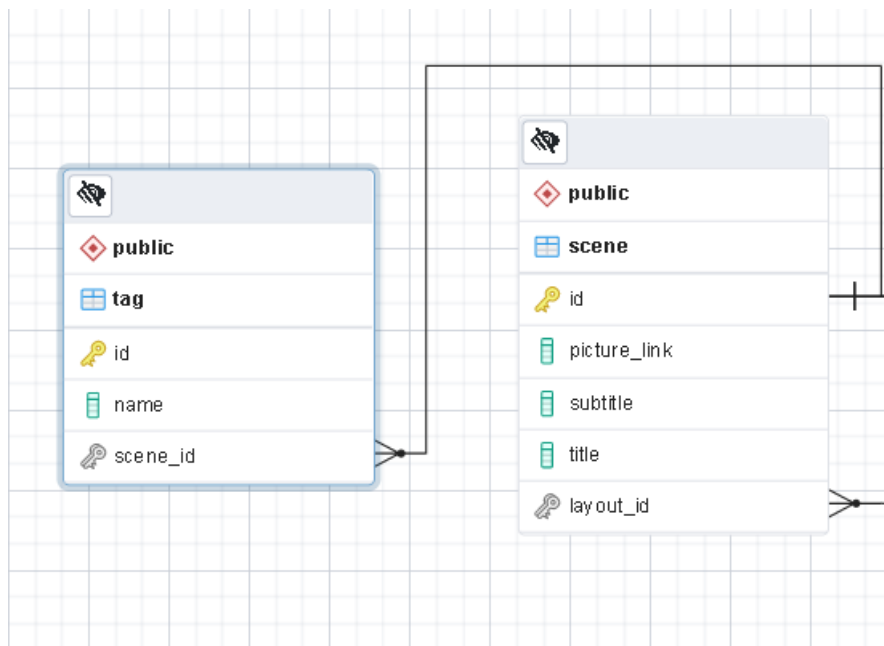 public
tag
id
name
scene_id
public
scene
id
picture_link
subtitle
title
layout_id